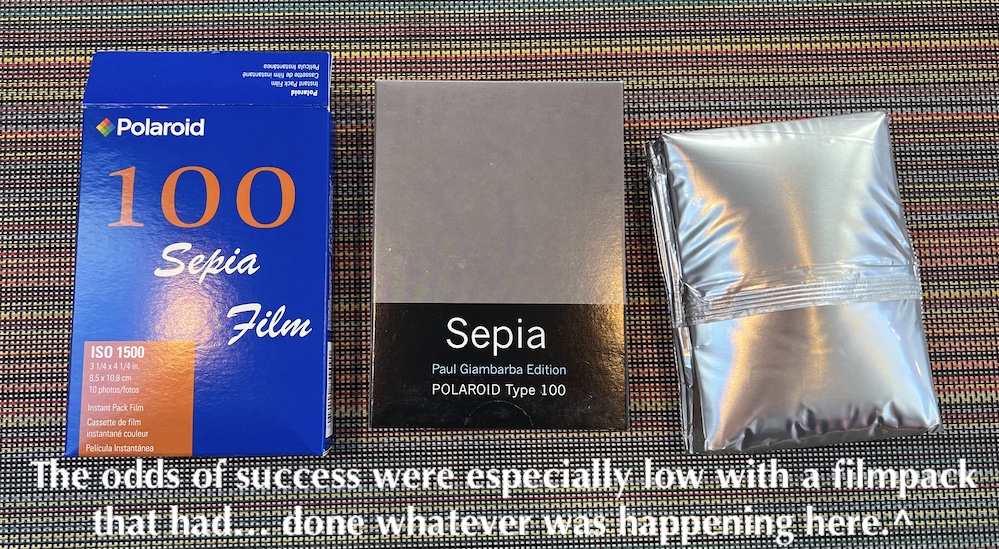 Polaroid
Instant Pack Film
Cassette de film instantané
Película Instantánea
Polaroid
100
Sepia
Film
ISO 1500
3 1/4 x 4 1/4 in.
8,5 x 10,8 cm
10 photos/fotos
Instant Pack Film
Cassette de film
instantané couleur
Película Instantánea
Sepia
Paul Giambarba Edition
POLAROID Type 100
The odds of success were especially low with a filmpack
that had... done whatever was happening here.^